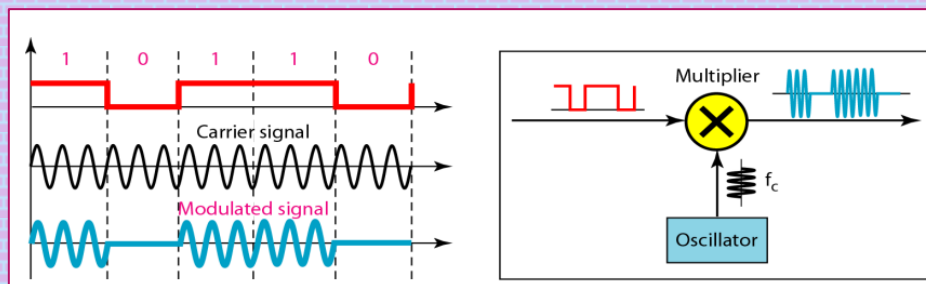 1 0 1 1 0
Carrier signal
Modulated signal
Multiplier
fc
Oscillator